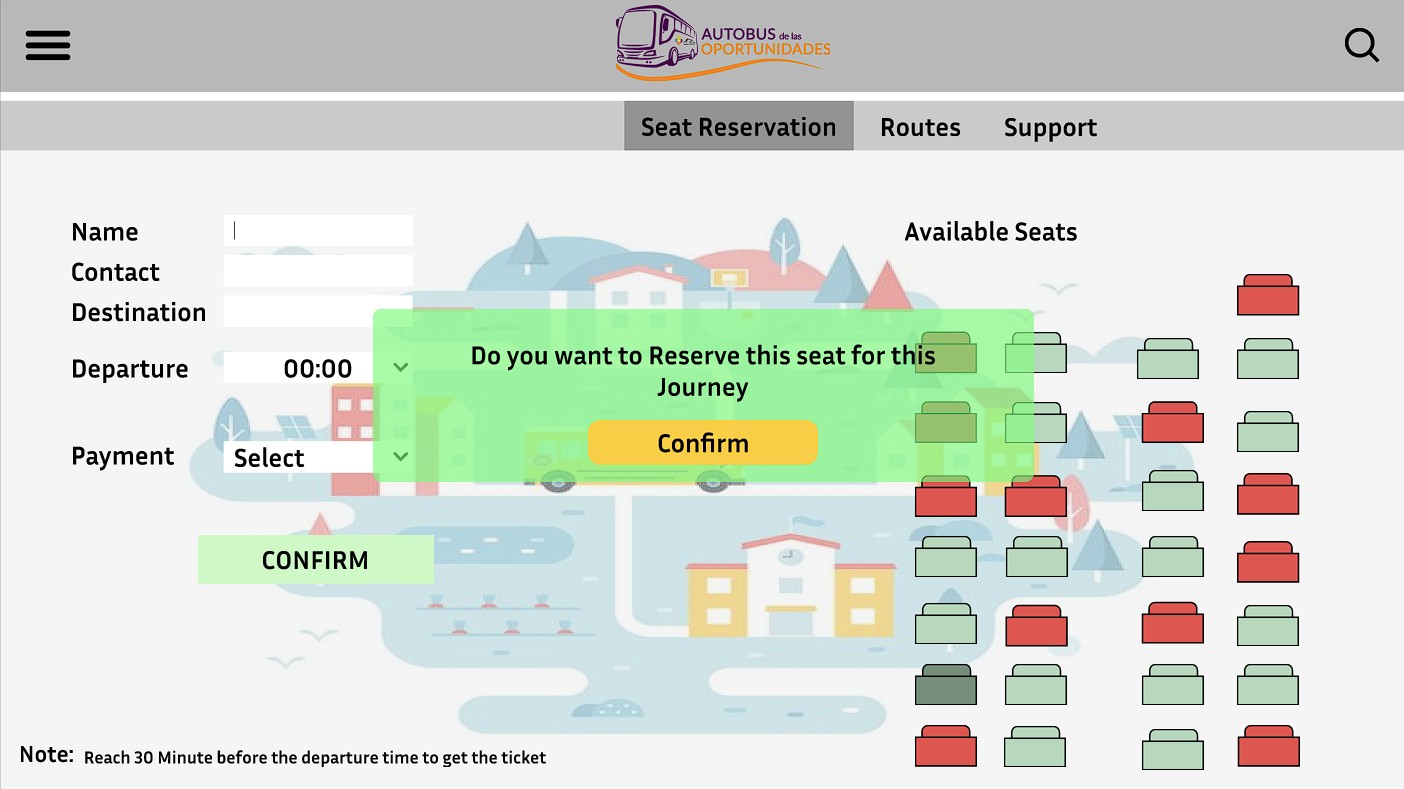 AUTOBUS de las
OPORTUNIDADES
Seat Reservation
Routes
Support
Name
Contact
Destination
Departure
00:00
Payment
Select
CONFIRM
Available Seats
Do you want to Reserve this seat for this
Journey
Confirm
Note: Reach 30 Minute before the departure time to get the ticket